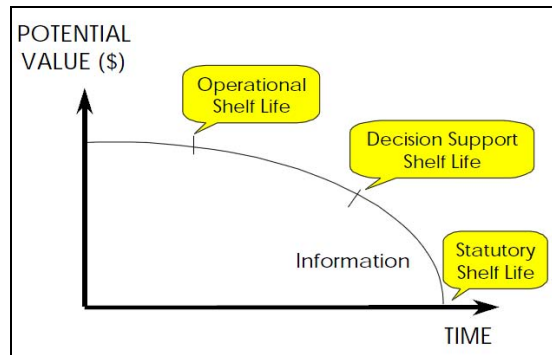 POTENTIAL
VALUE ($)
Operational
Shelf Life
Decision Support
Shelf Life
Information
Statutory
Shelf Life
TIME